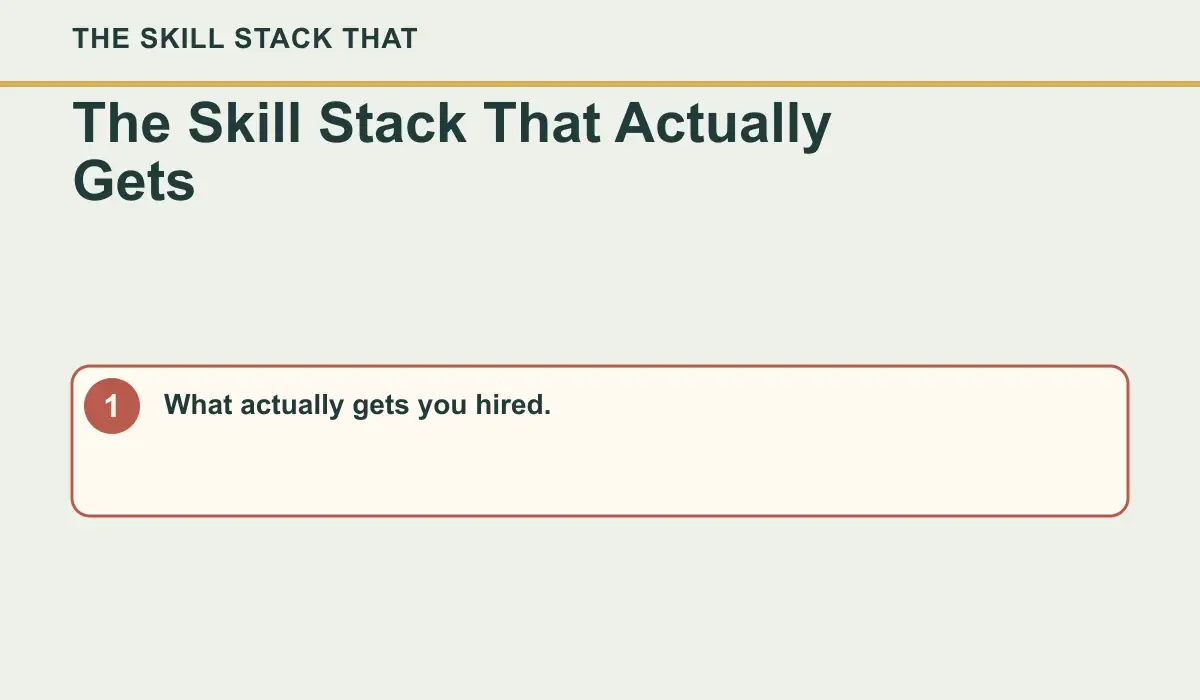 THE SKILL STACK THAT
The Skill Stack That Actually
Gets
1
What actually gets you hired.